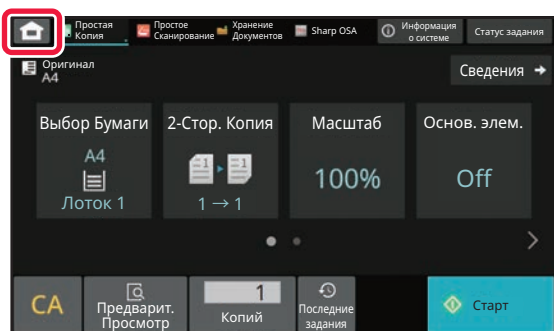 Простая
Копия
Простое
Сканирование
Хранение
Документов
Sharp OSA
Информация
о системе
Статус задания
Оригинал
A4
Сведения
Выбор Бумаги
2-Стор. Копия
Масштаб
Основ. элем.
A4
Лоток 1
1
1
1 → 1
100%
Off
CA
Предварит.
Просмотр
1
Копий
Последние
задания
Старт